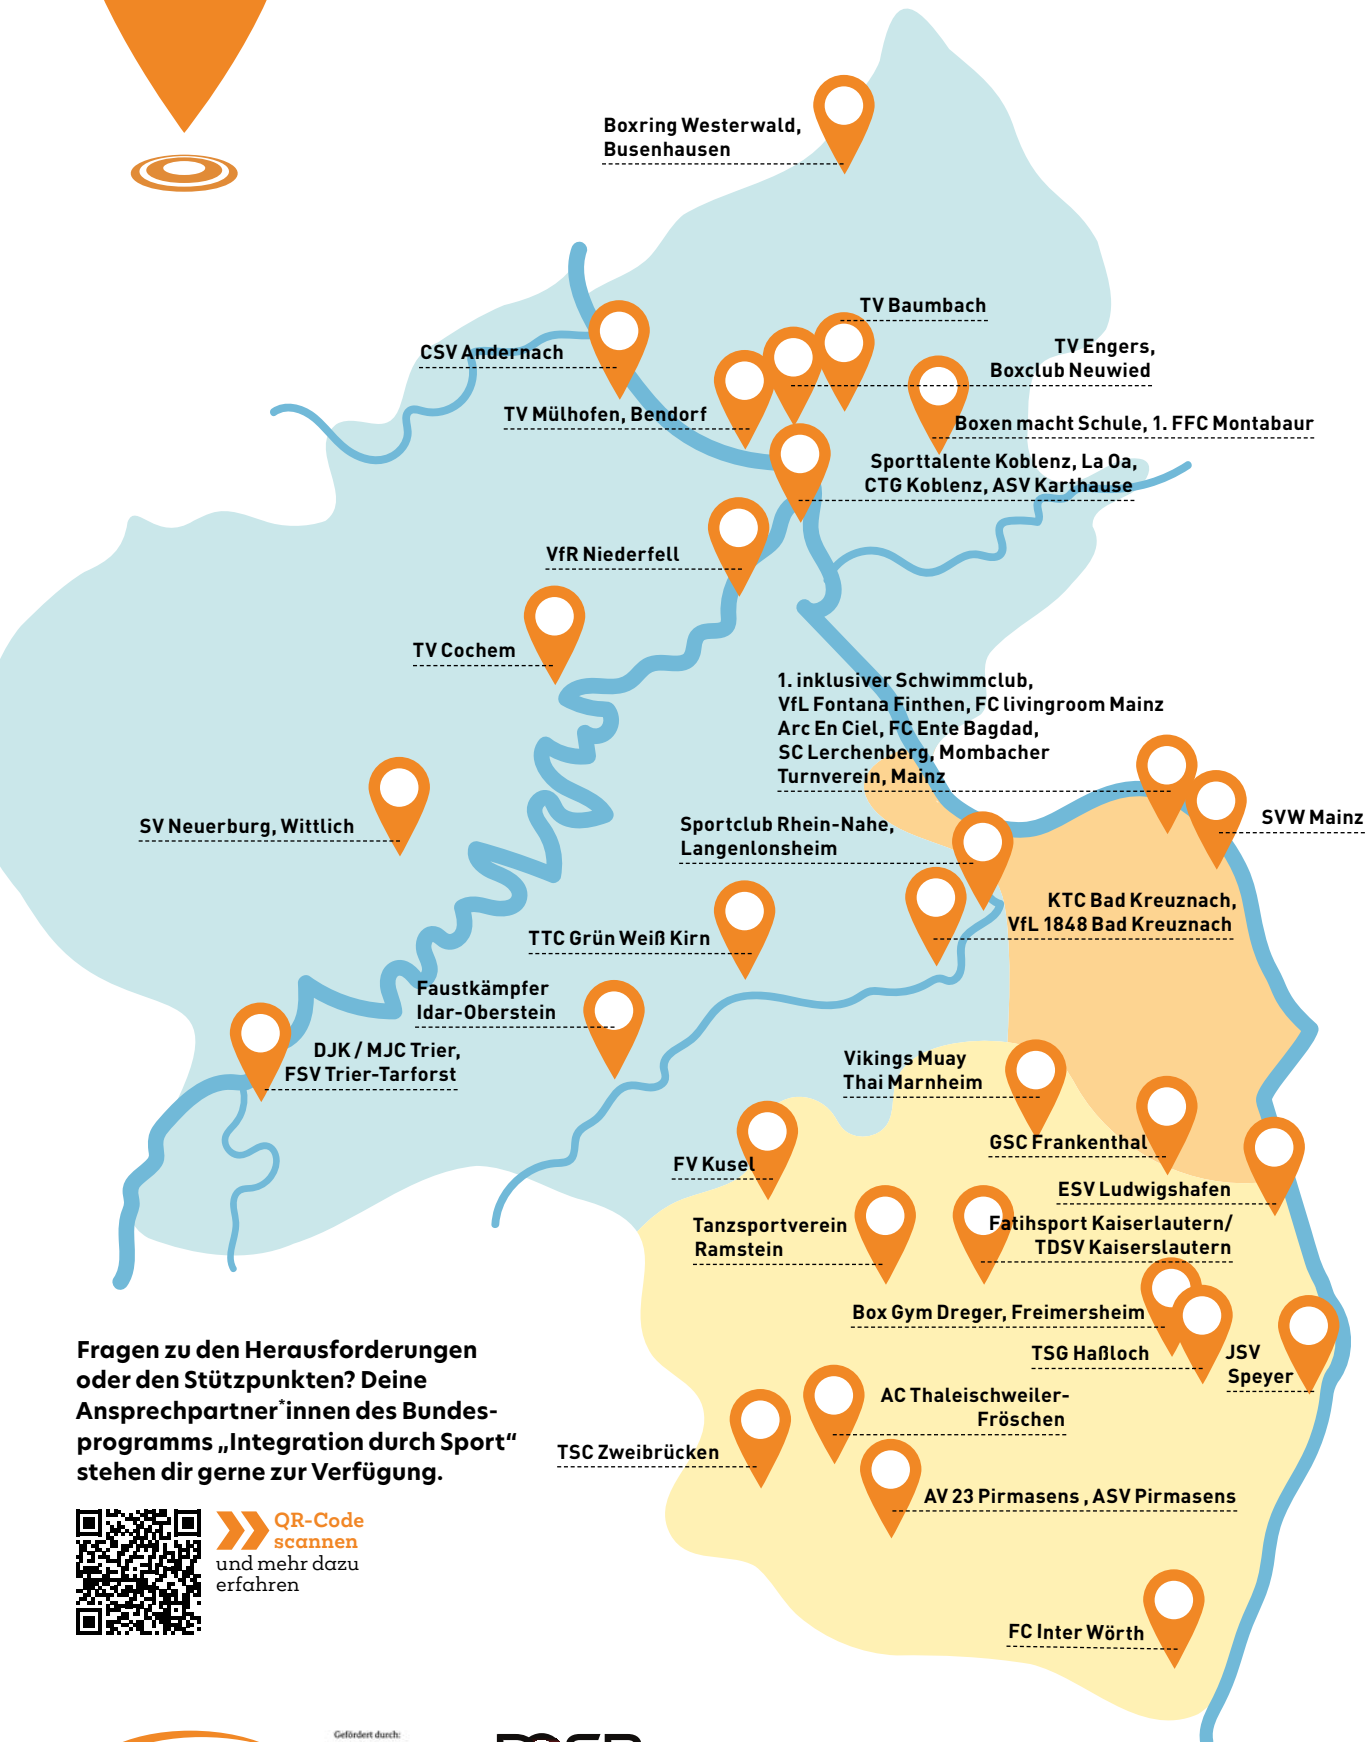 Boxring Westerwald,
Busenhausen
TV Baumbach
TV Engers,
Boxclub Neuwied
CSV Andernach
TV Mülhofen, Bendorf
Boxen macht Schule, 1. FFC Montabaur
Sporttalente Koblenz, La Oa,
CTG Koblenz, ASV Karthause
VfR Niederfell
TV Cochem
1. inklusiver Schwimmclub,
VfL Fontana Finthen, FC livingroom Mainz
Arc En Ciel, FC Ente Bagdad,
SC Lerchenberg, Mombacher
Turnverein, Mainz
SV Neuerburg, Wittlich
Sportclub Rhein-Nahe,
Langenlonsheim
SVW Mainz
KTC Bad Kreuznach,
VfL 1848 Bad Kreuznach
TTC Grün Weiß Kirn
Faustkämpfer
Idar-Oberstein
DJK / MJC Trier,
FSV Trier-Tarforst
Vikings Muay
Thai Marnheim
GSC Frankenthal
FV Kusel
ESV Ludwigshafen
Tanzsportverein
Ramstein
Fatihsport Kaiserlautern/
TDSV Kaiserslautern
Box Gym Dreger, Freimersheim
TSG Haßloch
JSV
Speyer
AC Thaleischweiler-
Fröschen
TSC Zweibrücken
AV 23 Pirmasens , ASV Pirmasens
FC Inter Wörth
Fragen zu den Herausforderungen
oder den Stützpunkten? Deine
Ansprechpartner*innen des Bundes-
programms „Integration durch Sport“
stehen dir gerne zur Verfügung.
QR-Code
scannen
und mehr dazu
erfahren
Gefördert durch: